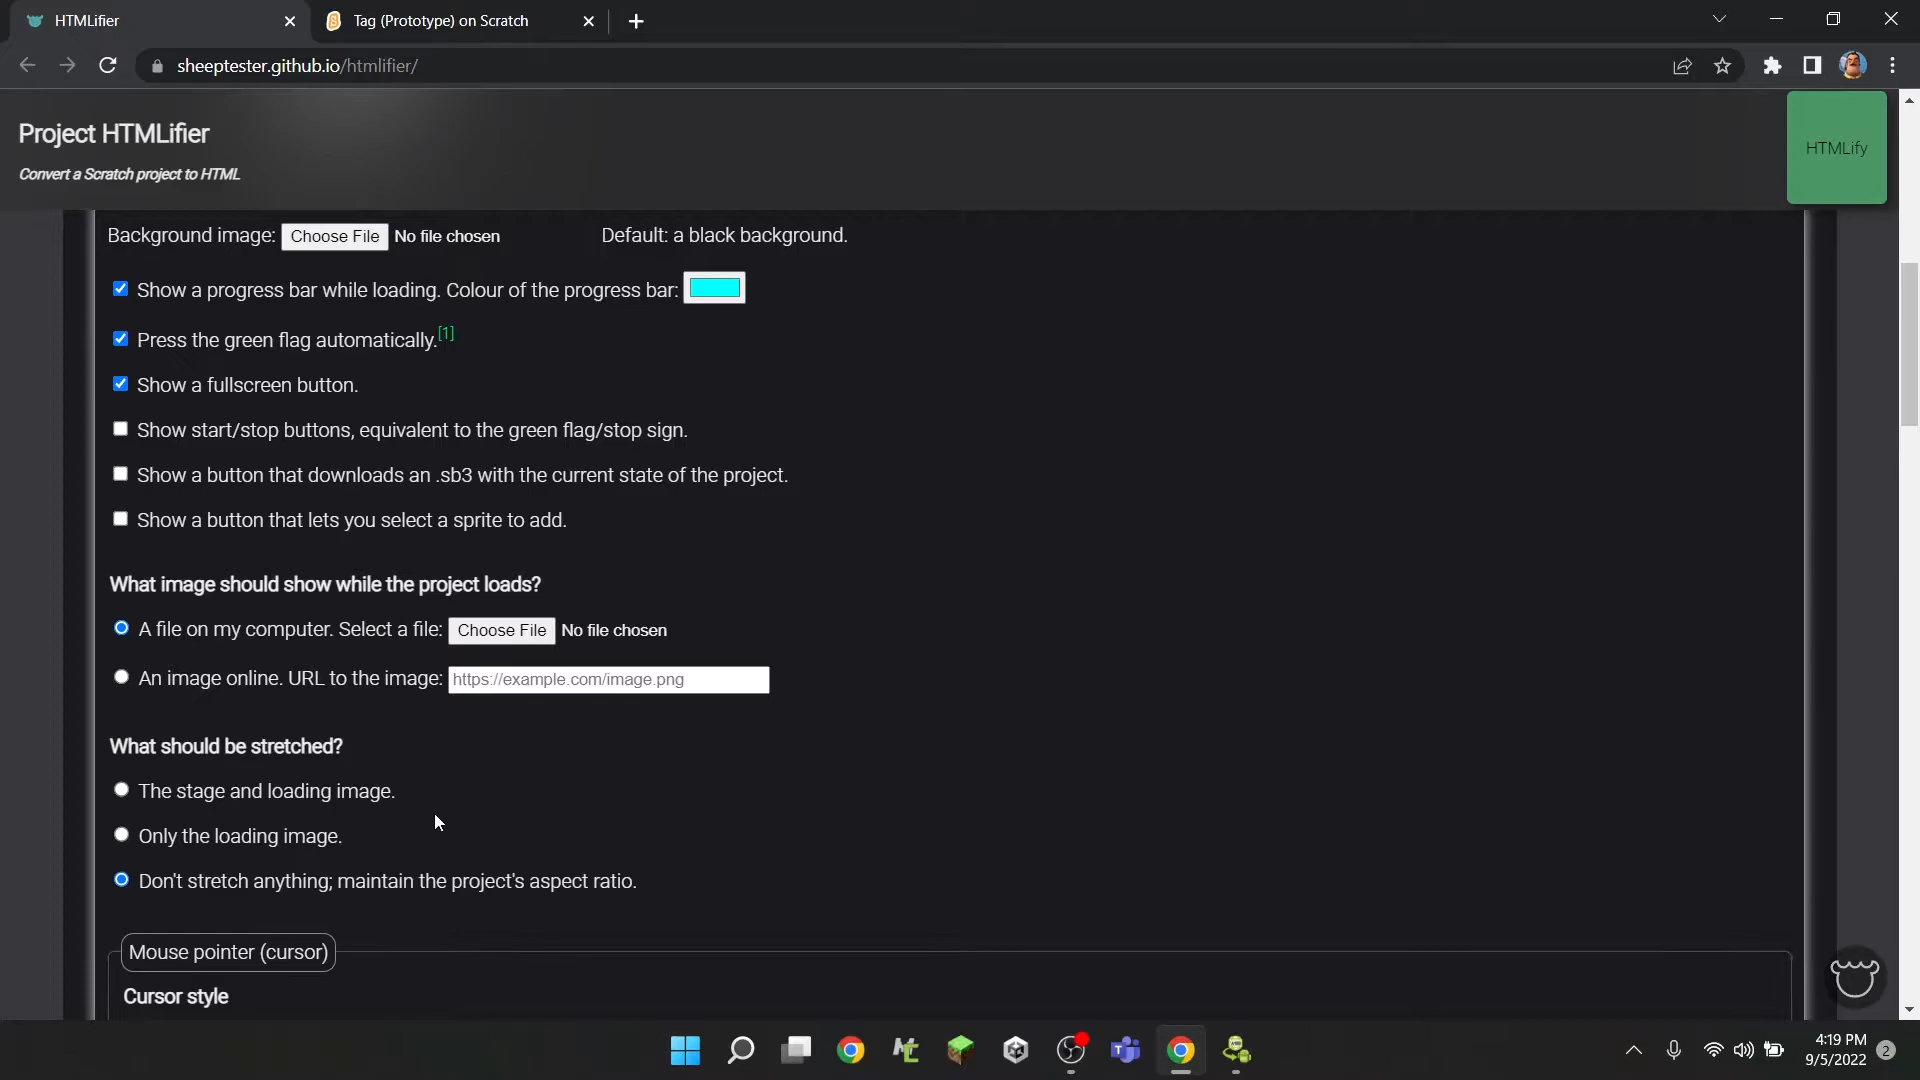 HTMLifier
Tag (Prototype) on Scratch
sheeptester.github.io/htmlifier/
Project HTMLifier
Convert a Scratch project to HTML
HTMLify
Background image: Choose File No file chosen Default: a black background.
Show a progress bar while loading. Colour of the progress bar:
Press the green flag automatically.[1]
Show a fullscreen button.
Show start/stop buttons, equivalent to the green flag/stop sign.
Show a button that downloads an .sb3 with the current state of the project.
Show a button that lets you select a sprite to add.
What image should show while the project loads?
A file on my computer. Select a file: Choose File No file chosen
An image online. URL to the image: https://example.com/image.png
What should be stretched?
The stage and loading image.
Only the loading image.
Don't stretch anything; maintain the project's aspect ratio.
Mouse pointer (cursor)
Cursor style
4:19 PM
9/5/2022
2